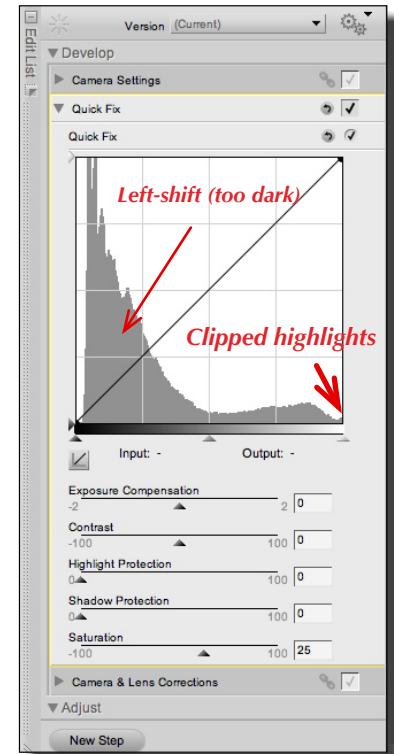 Edit List
Version (Current)
Develop
Camera Settings
Quick Fix
Quick Fix
Left-shift (too dark)
Clipped highlights
Input: - Output: -
Exposure Compensation
-2 2 0
Contrast
-100 100 0
Highlight Protection
0 100 0
Shadow Protection
0 100 0
Saturation
-100 100 25
Camera & Lens Corrections
Adjust
New Step